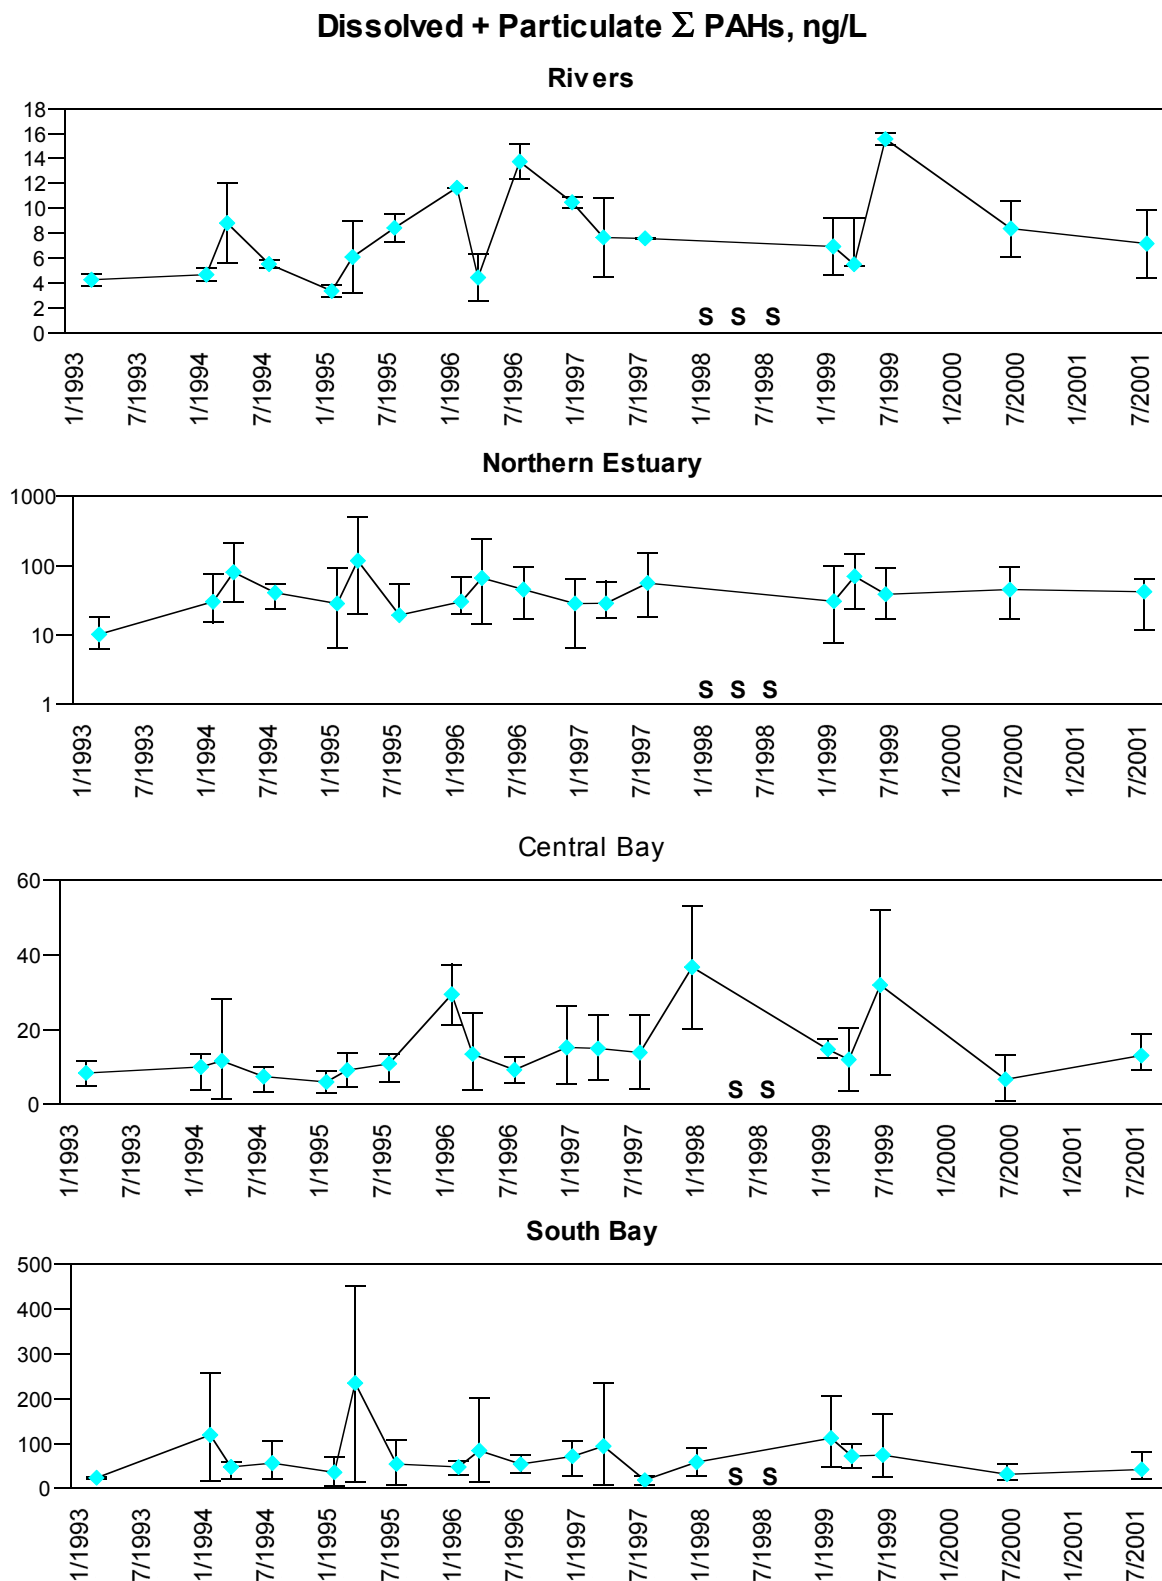 Dissolved + Particulate Σ PAHs, ng/L
Rivers
18
16
14
12
10
8
6
4
2
0
S S S
1/1993 7/1993 1/1994 7/1994 1/1995 7/1995 1/1996 7/1996 1/1997 7/1997 1/1998 7/1998 1/1999 7/1999 1/2000 7/2000 1/2001 7/2001
Northern Estuary
1000
100
10
1
S S S
1/1993 7/1993 1/1994 7/1994 1/1995 7/1995 1/1996 7/1996 1/1997 7/1997 1/1998 7/1998 1/1999 7/1999 1/2000 7/2000 1/2001 7/2001
Central Bay
60
40
20
0
S S
1/1993 7/1993 1/1994 7/1994 1/1995 7/1995 1/1996 7/1996 1/1997 7/1997 1/1998 7/1998 1/1999 7/1999 1/2000 7/2000 1/2001 7/2001
South Bay
500
400
300
200
100
0
S S
1/1993 7/1993 1/1994 7/1994 1/1995 7/1995 1/1996 7/1996 1/1997 7/1997 1/1998 7/1998 1/1999 7/1999 1/2000 7/2000 1/2001 7/2001